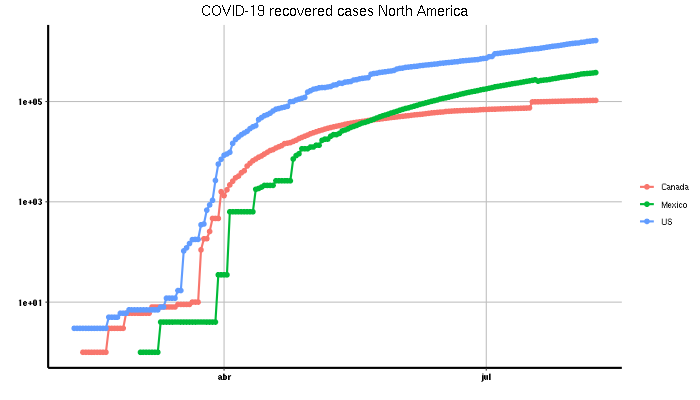 COVID-19 recovered cases North America
1e+05
1e+03
1e+01
abr
jul
Canada
Mexico
US